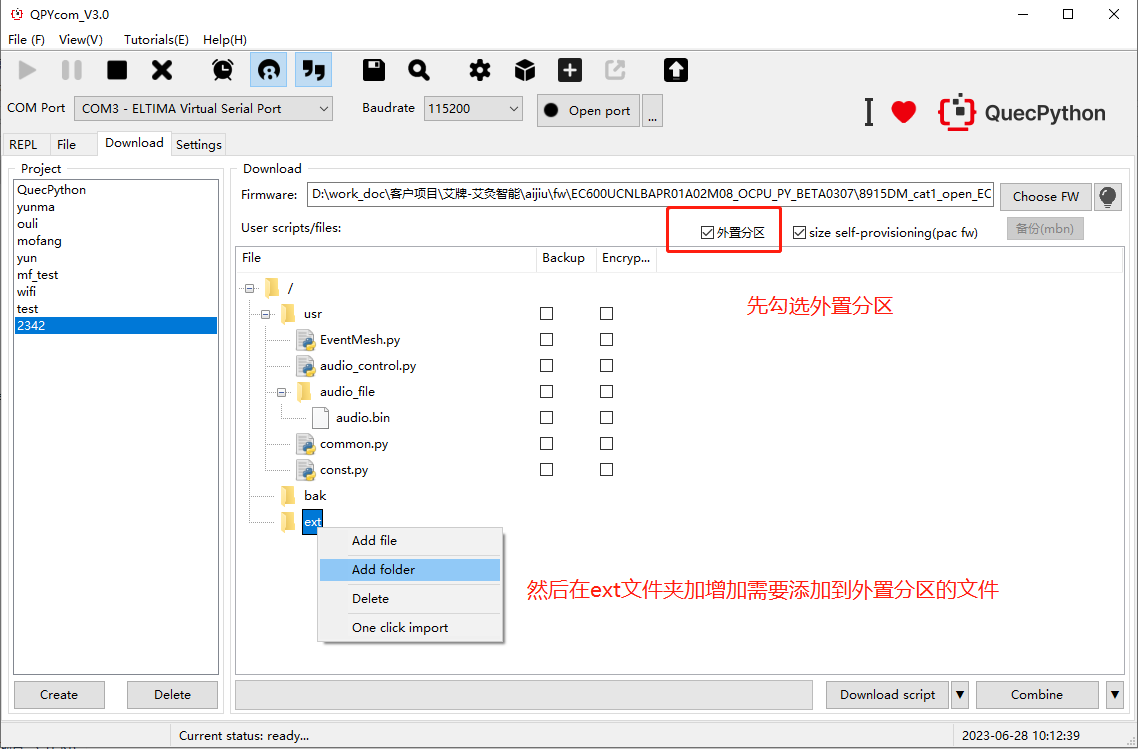 QPYcom_V3.0
File (F) View(V) Tutorials(E) Help(H)
COM Port COM3 - ELTIMA Virtual Serial Port Baudrate 115200 Open port ...
I QuecPython
REPL File Download Settings
Project
QuecPython
yunma
ouli
mofang
yun
mf_test
wifi
test
2342
Create Delete
Download
Firmware: D:\work_doc\客户项目\艾牌-艾灸智能\aijiu\fw\EC600UCNLBAPR01A02M08_OCPU_PY_BETA0307\8915DM_cat1_open_EC Choose FW
User scripts/files: 外置分区 size self-provisioning(pac fw) 备份(mbn)
File Backup Encryp...
/
usr
先勾选外置分区
EventMesh.py
audio_control.py
audio_file
audio.bin
common.py
const.py
bak
ext
Add file
Add folder
Delete
One click import
然后在ext文件夹加增加需要添加到外置分区的文件
Download script Combine
Current status: ready... 2023-06-28 10:12:39